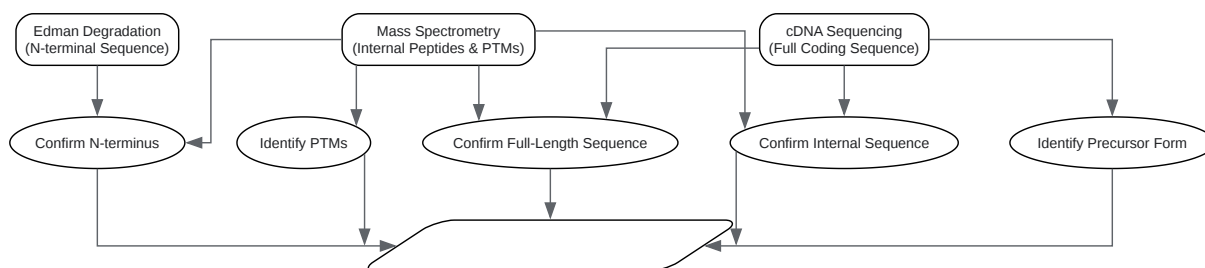 Edman Degradation
(N-terminal Sequence)
Mass Spectrometry
(Internal Peptides & PTMs)
cDNA Sequencing
(Full Coding Sequence)
Confirm N-terminus
Identify PTMs
Confirm Full-Length Sequence
Confirm Internal Sequence
Identify Precursor Form